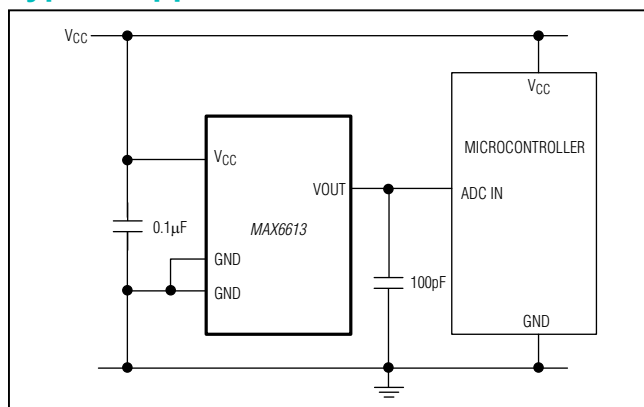 VCC
VCC
VCC
MICROCONTROLLER
VOUT
ADC IN
0.1μF
MAX6613
GND
100pF
GND
GND